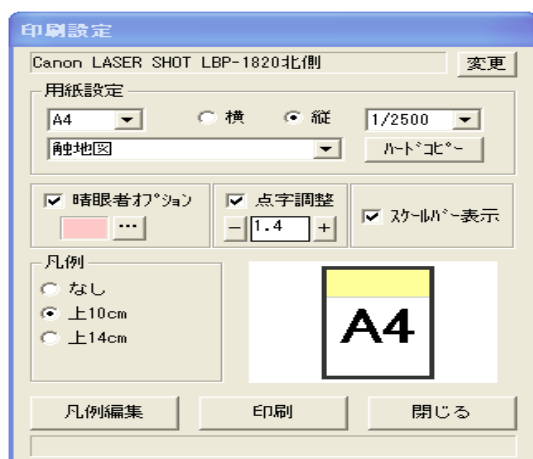 印刷設定
Canon LASER SHOT LBP-1820北側 変更
用紙設定
A4 横 縦 1/2500
触地図 ﾊｰﾄﾞｺﾋﾟｰ
晴眼者ｵﾌﾟｼｮﾝ 点字調整 ｽｹｰﾙﾊﾞｰ表示
... - 1.4 +
凡例
なし
上10cm
上14cm
A4
凡例編集 印刷 閉じる